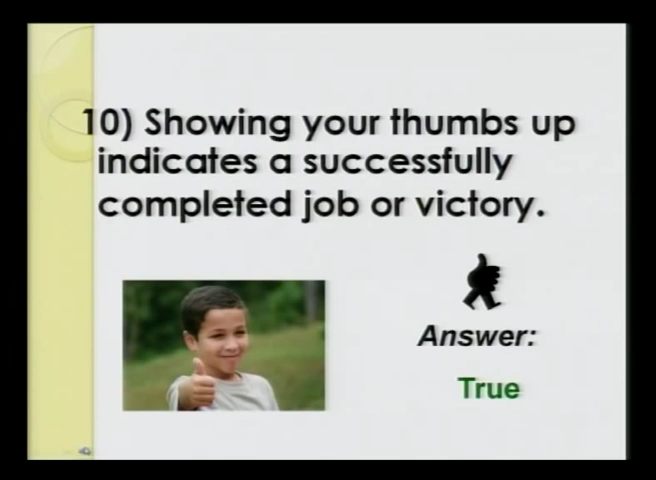 10) Showing your thumbs up
indicates a successfully
completed job or victory.
Answer:
True